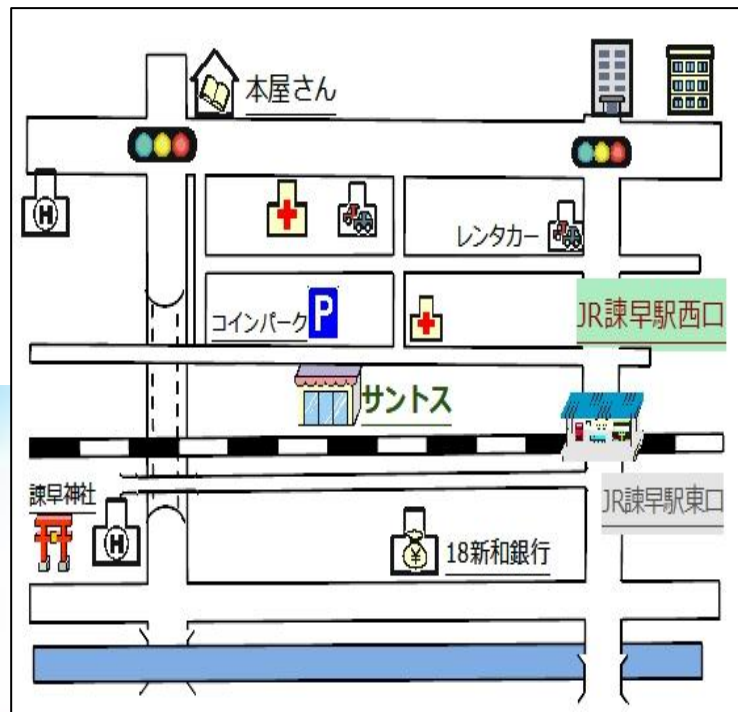 本屋さん
H
レンタカー
JR諫早駅西口
コインパーク P
サントス
諫早神社
H
JR諫早駅東口
¥
18新和銀行